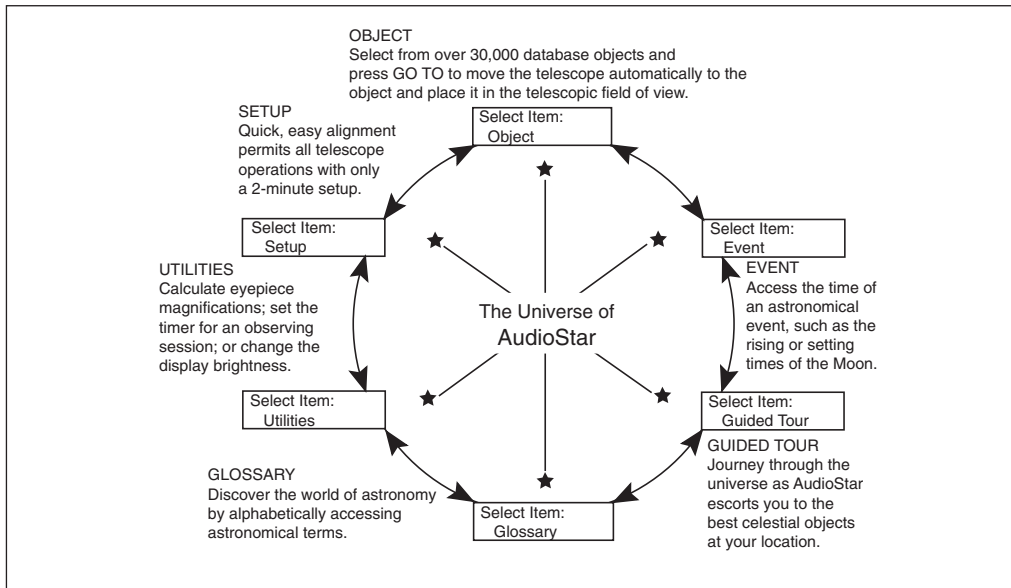 OBJECT
Select from over 30,000 database objects and
press GO TO to move the telescope automatically to the
object and place it in the telescopic field of view.
SETUP
Quick, easy alignment
permits all telescope
operations with only
a 2-minute setup.
Select Item:
Object
Select Item:
Setup
Select Item:
Event
UTILITIES
Calculate eyepiece
magnifications; set the
timer for an observing
session; or change the
display brightness.
The Universe of
AudioStar
EVENT
Access the time of
an astronomical
event, such as the
rising or setting
times of the Moon.
Select Item:
Utilities
Select Item:
Guided Tour
GLOSSARY
Discover the world of astronomy
by alphabetically accessing
astronomical terms.
Select Item:
Glossary
GUIDED TOUR
Journey through the
universe as AudioStar
escorts you to the
best celestial objects
at your location.